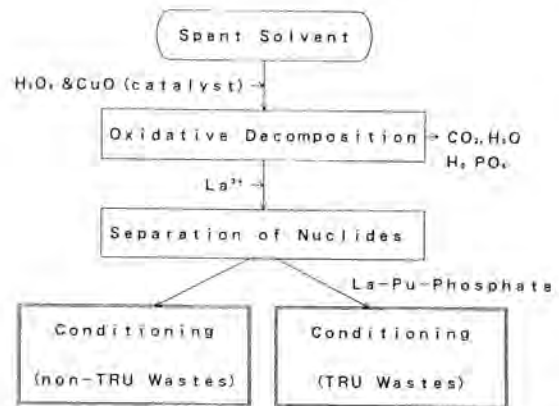 Spent Solvent
H₂O₂ &CuO (catalyst)
Oxidative Decomposition
CO₂, H₂O
H₃ PO₄
La³⁺
Separation of Nuclides
La-Pu-Phosphate
Conditioning
(non-TRU Wastes)
Conditioning
(TRU Wastes)